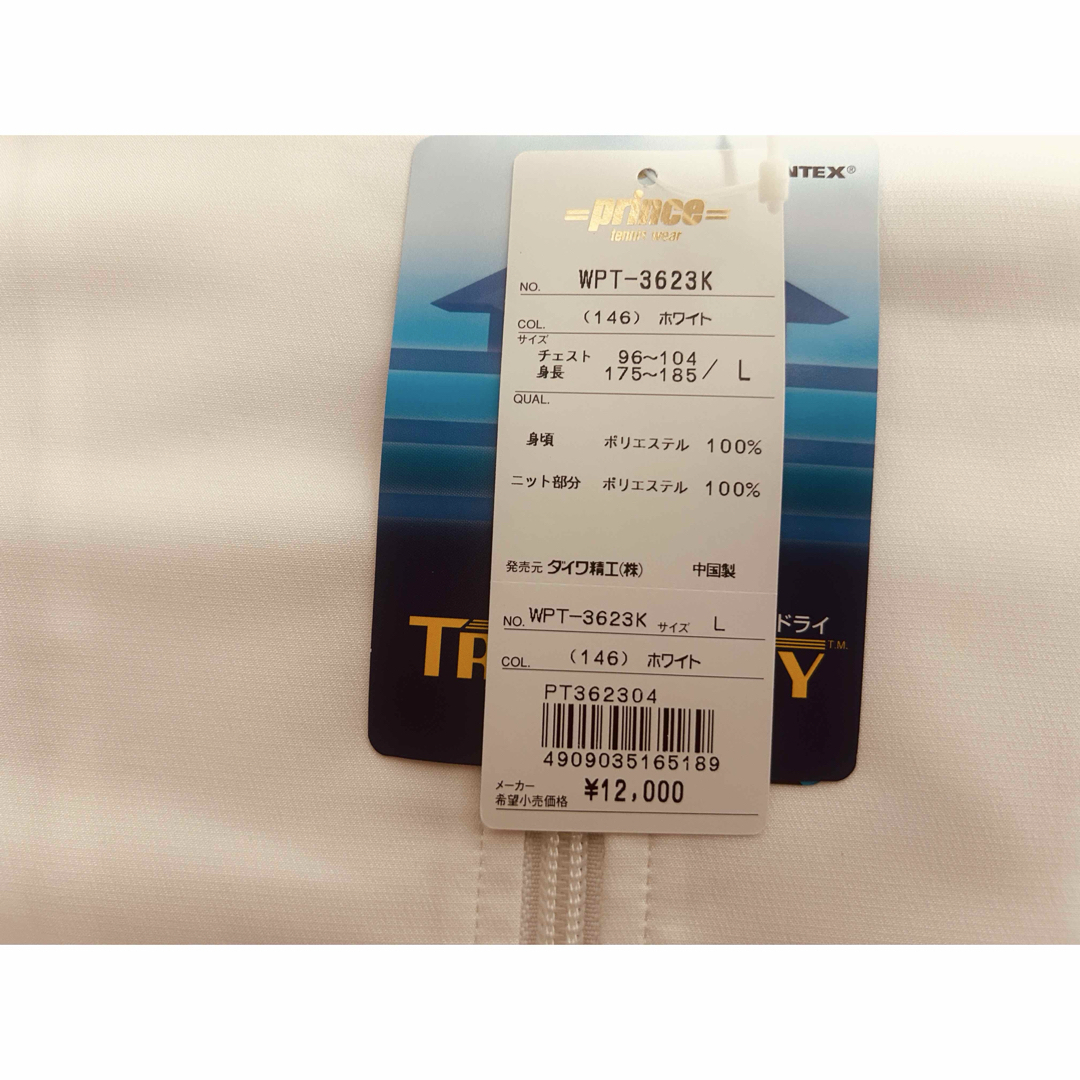 NTEX®
=prince=
tennis wear
NO. WPT-3623K
COL. (146) ホワイト
サイズ
チェスト 96~104
身長 175~185 / L
QUAL.
身頃 ポリエステル 100%
ニット部分 ポリエステル 100%
発売元 ダイワ精工(株) 中国製
NO. WPT-3623K サイズ L
COL. (146) ホワイト
PT362304
4909035165189
メーカー
希望小売価格 ¥12,000
ドライ
TR Y T.M.